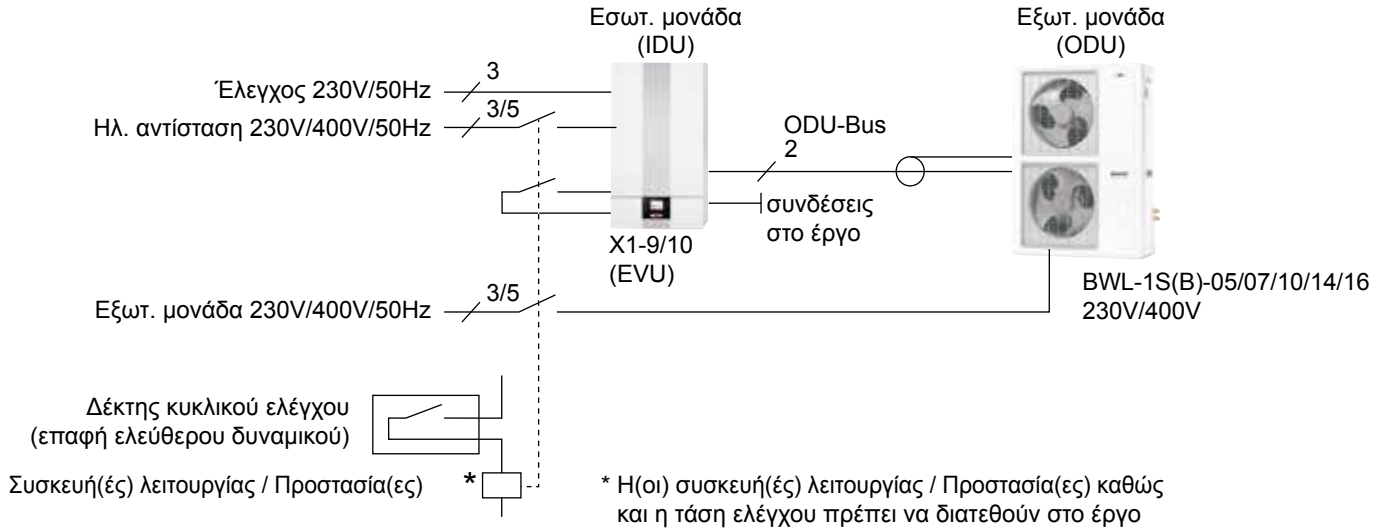 Εσωτ. μονάδα
(IDU)
Εξωτ. μονάδα
(ODU)
Έλεγχος 230V/50Hz
3
Ηλ. αντίσταση 230V/400V/50Hz
3/5
ODU-Bus
2
συνδέσεις
στο έργο
X1-9/10
(EVU)
Εξωτ. μονάδα 230V/400V/50Hz
3/5
BWL-1S(B)-05/07/10/14/16
230V/400V
Δέκτης κυκλικού ελέγχου
(επαφή ελεύθερου δυναμικού)
Συσκευή(ές) λειτουργίας / Προστασία(ες)
*
* Η(οι) συσκευή(ές) λειτουργίας / Προστασία(ες) καθώς
και η τάση ελέγχου πρέπει να διατεθούν στο έργο